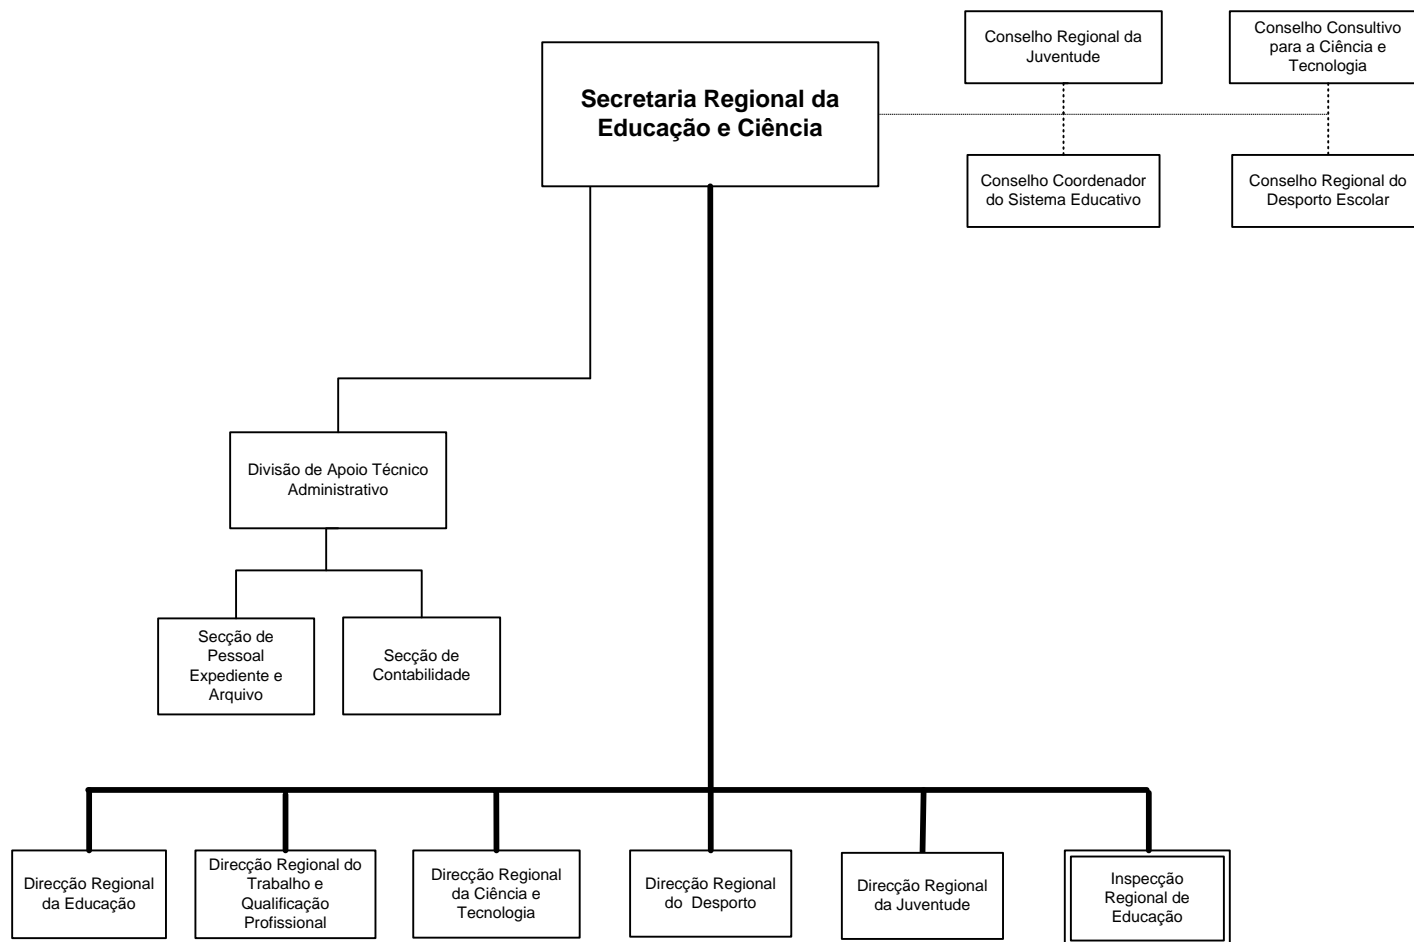 Conselho Regional da
Juventude
Conselho Consultivo
para a Ciência e
Tecnologia
Secretaria Regional da
Educação e Ciência
Conselho Coordenador
do Sistema Educativo
Conselho Regional do
Desporto Escolar
Divisão de Apoio Técnico
Administrativo
Secção de
Pessoal
Expediente e
Arquivo
Secção de
Contabilidade
Direcção Regional
da Educação
Direcção Regional do
Trabalho e
Qualificação
Profissional
Direcção Regional
da Ciência e
Tecnologia
Direcção Regional
do Desporto
Direcção Regional
da Juventude
Inspecção
Regional de
Educação